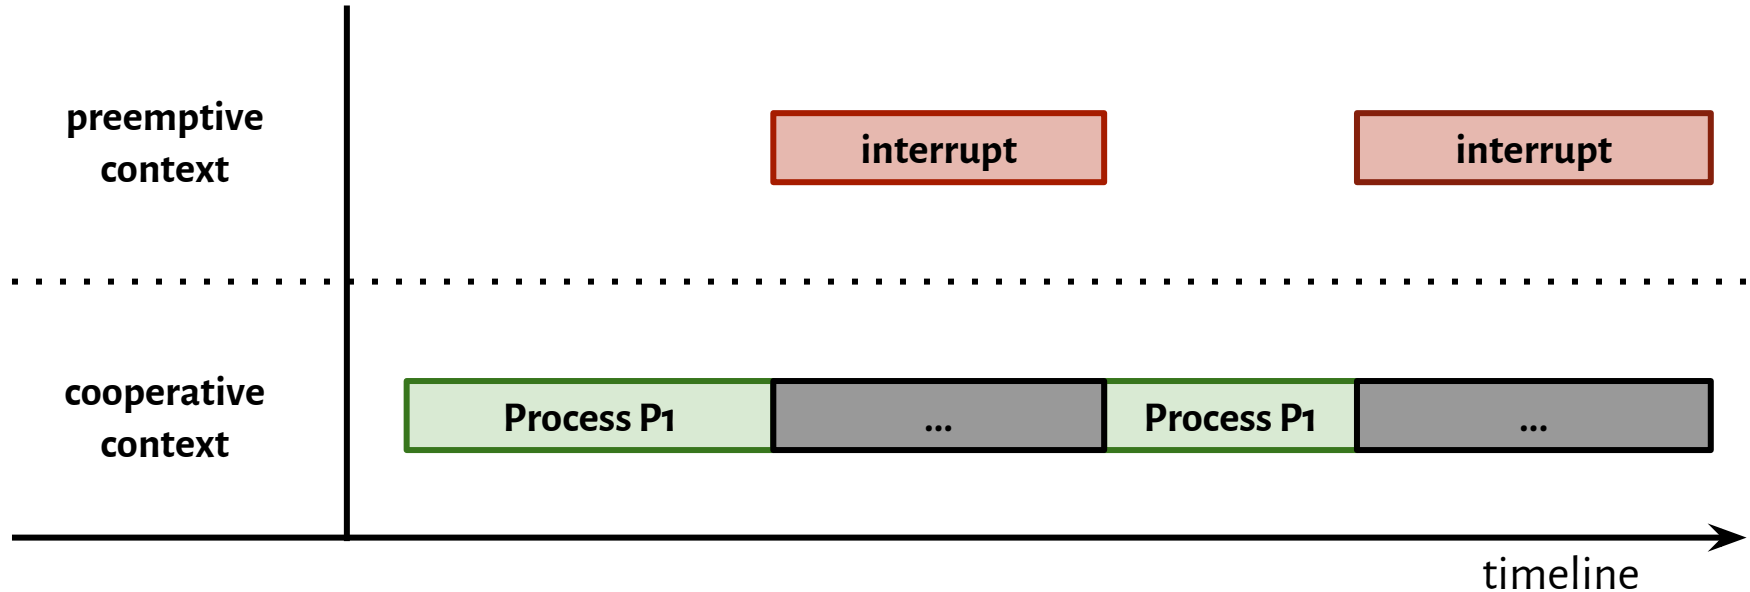 preemptive
context
interrupt
interrupt
cooperative
context
Process P1
...
Process P1
...
timeline